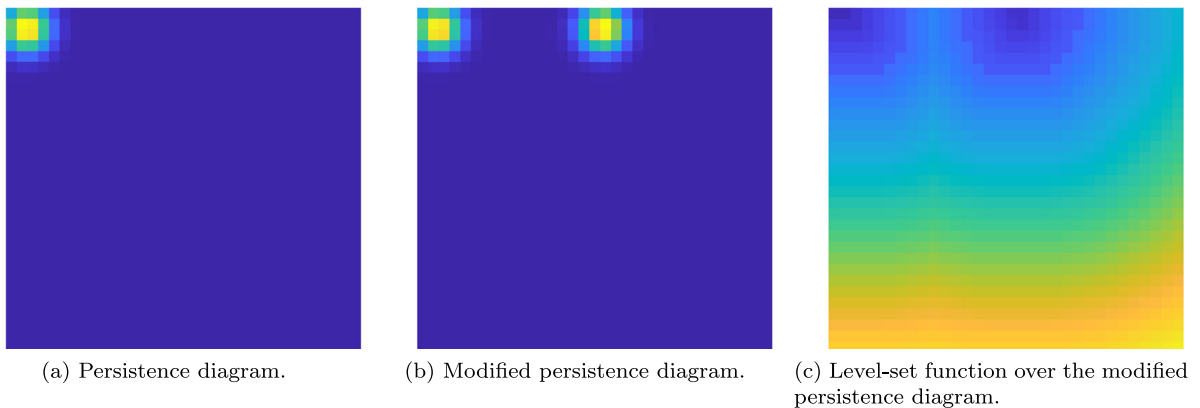 (a) Persistence diagram.
(b) Modified persistence diagram.
(c) Level-set function over the modified
persistence diagram.